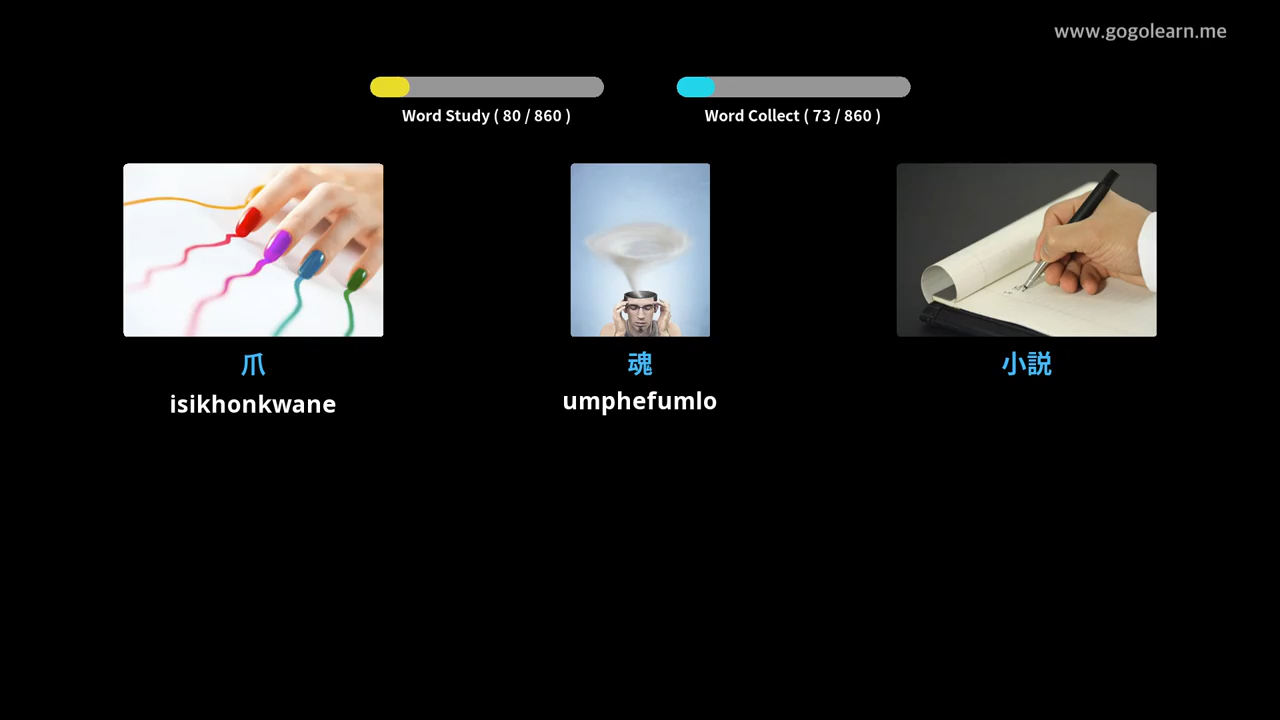 www.gogolearn.me
Word Study ( 80 / 860 )
Word Collect ( 73 / 860 )
爪
魂
小説
isikhonkwane
umphefumlo